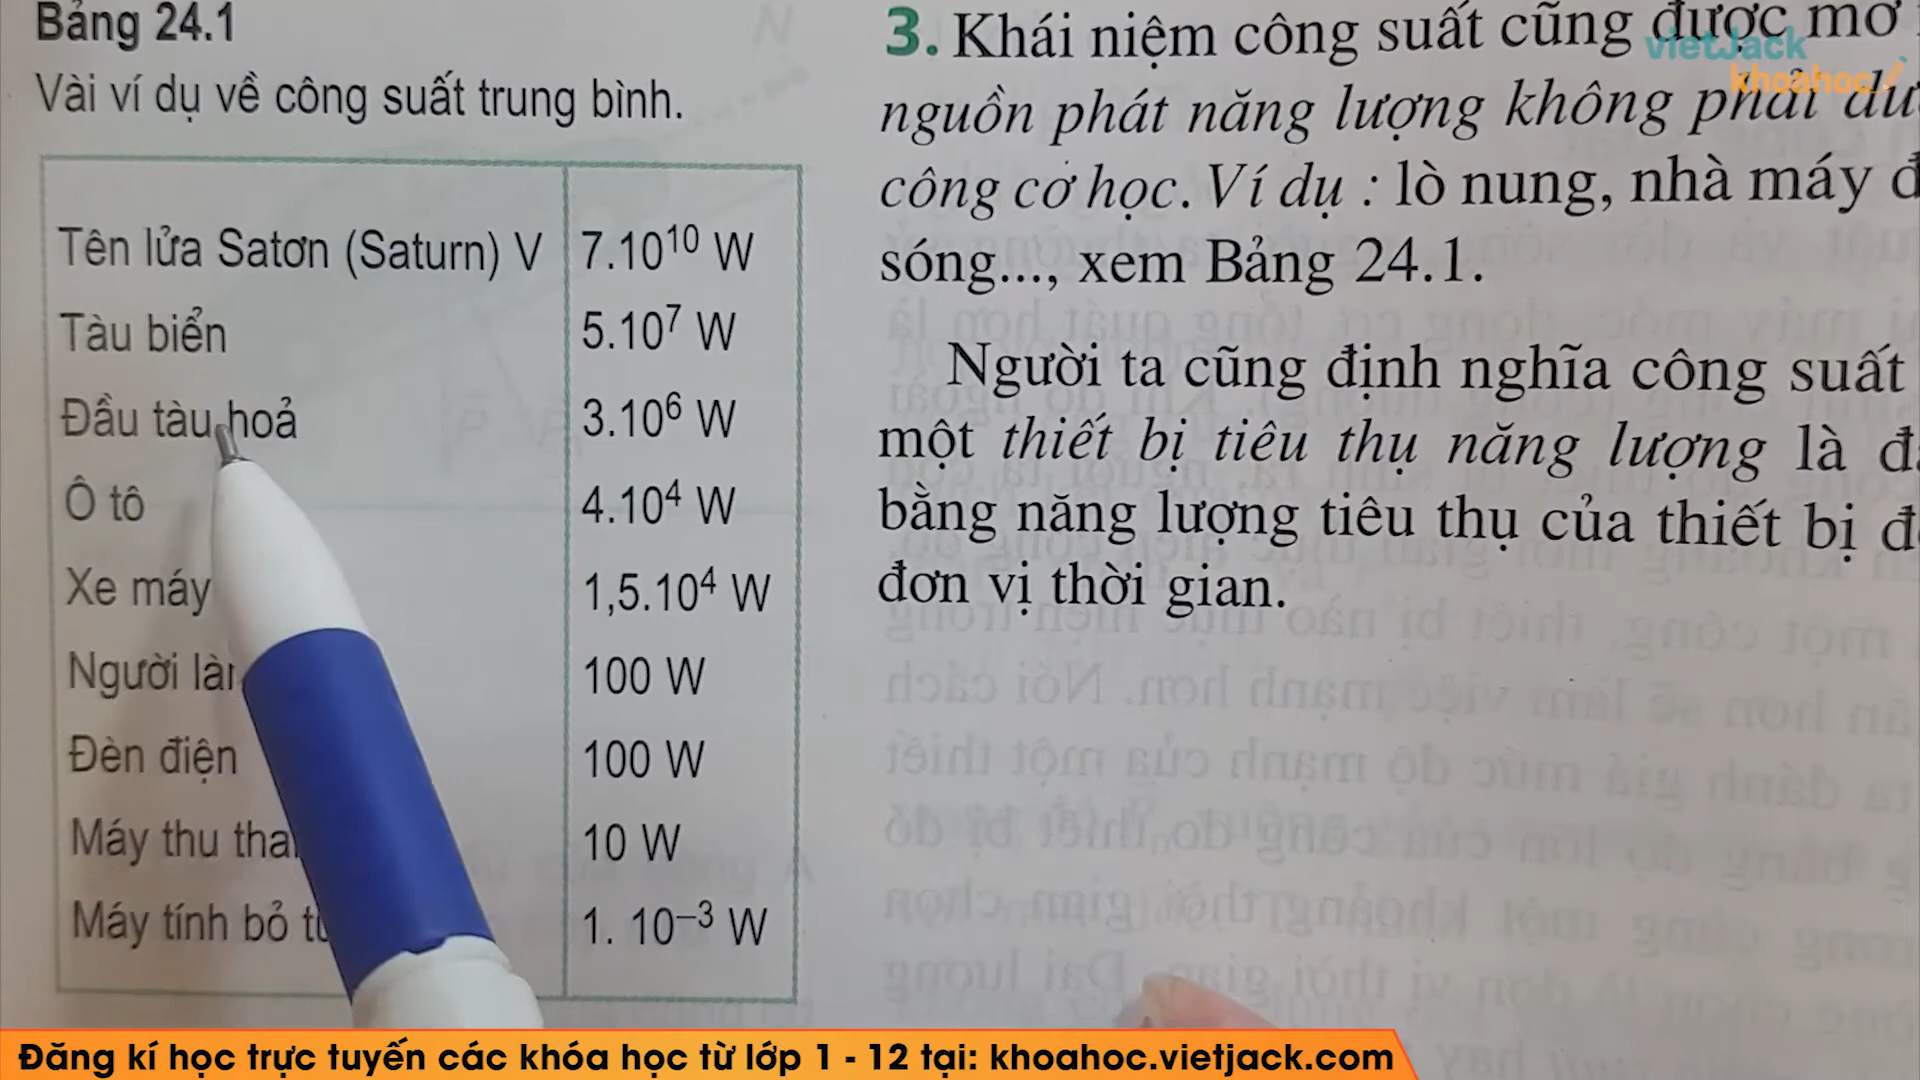 Bảng 24.1
Vài ví dụ về công suất trung bình.
Tên lửa Satơn (Saturn) V 7.10¹⁰ W
Tàu biển 5.10⁷ W
Đầu tàu hoả 3.10⁶ W
Ô tô 4.10⁴ W
Xe máy 1,5.10⁴ W
Người 100 W
Đèn điện 100 W
Máy thu 10 W
Máy tính bỏ 1. 10⁻³ W
3. Khái niệm công suất cũng được mở
nguồn phát năng lượng không phải
công cơ học. Ví dụ : lò nung, nhà máy
sóng..., xem Bảng 24.1.
Người ta cũng định nghĩa công suất
một thiết bị tiêu thụ năng lượng là
bằng năng lượng tiêu thụ của thiết bị
đơn vị thời gian.
vietJack
khoahoc
Đăng kí học trực tuyến các khóa học từ lớp 1 - 12 tại: khoahoc.vietjack.com